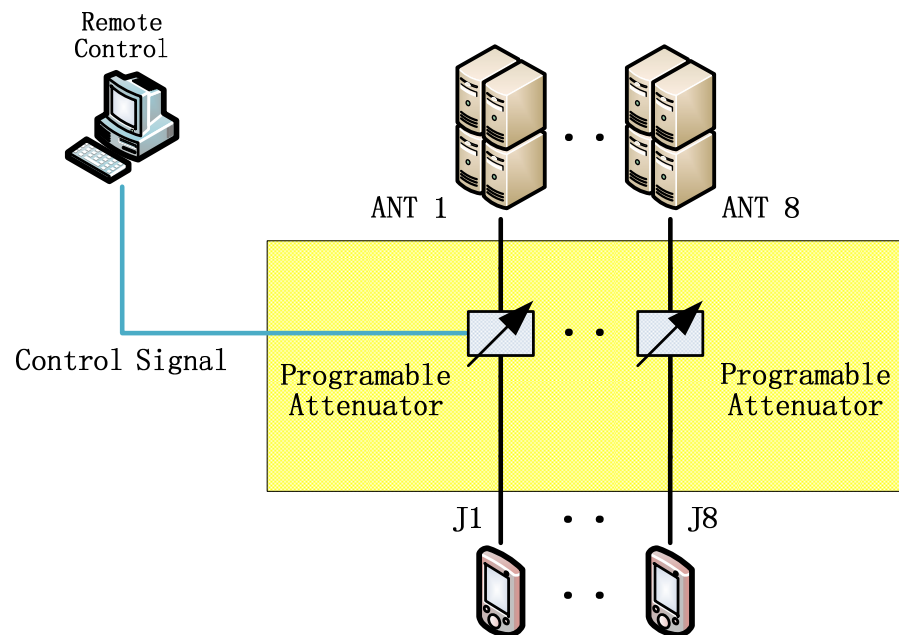 Remote
Control
ANT 1
ANT 8
Control Signal
Programable
Attenuator
Programable
Attenuator
J1
J8